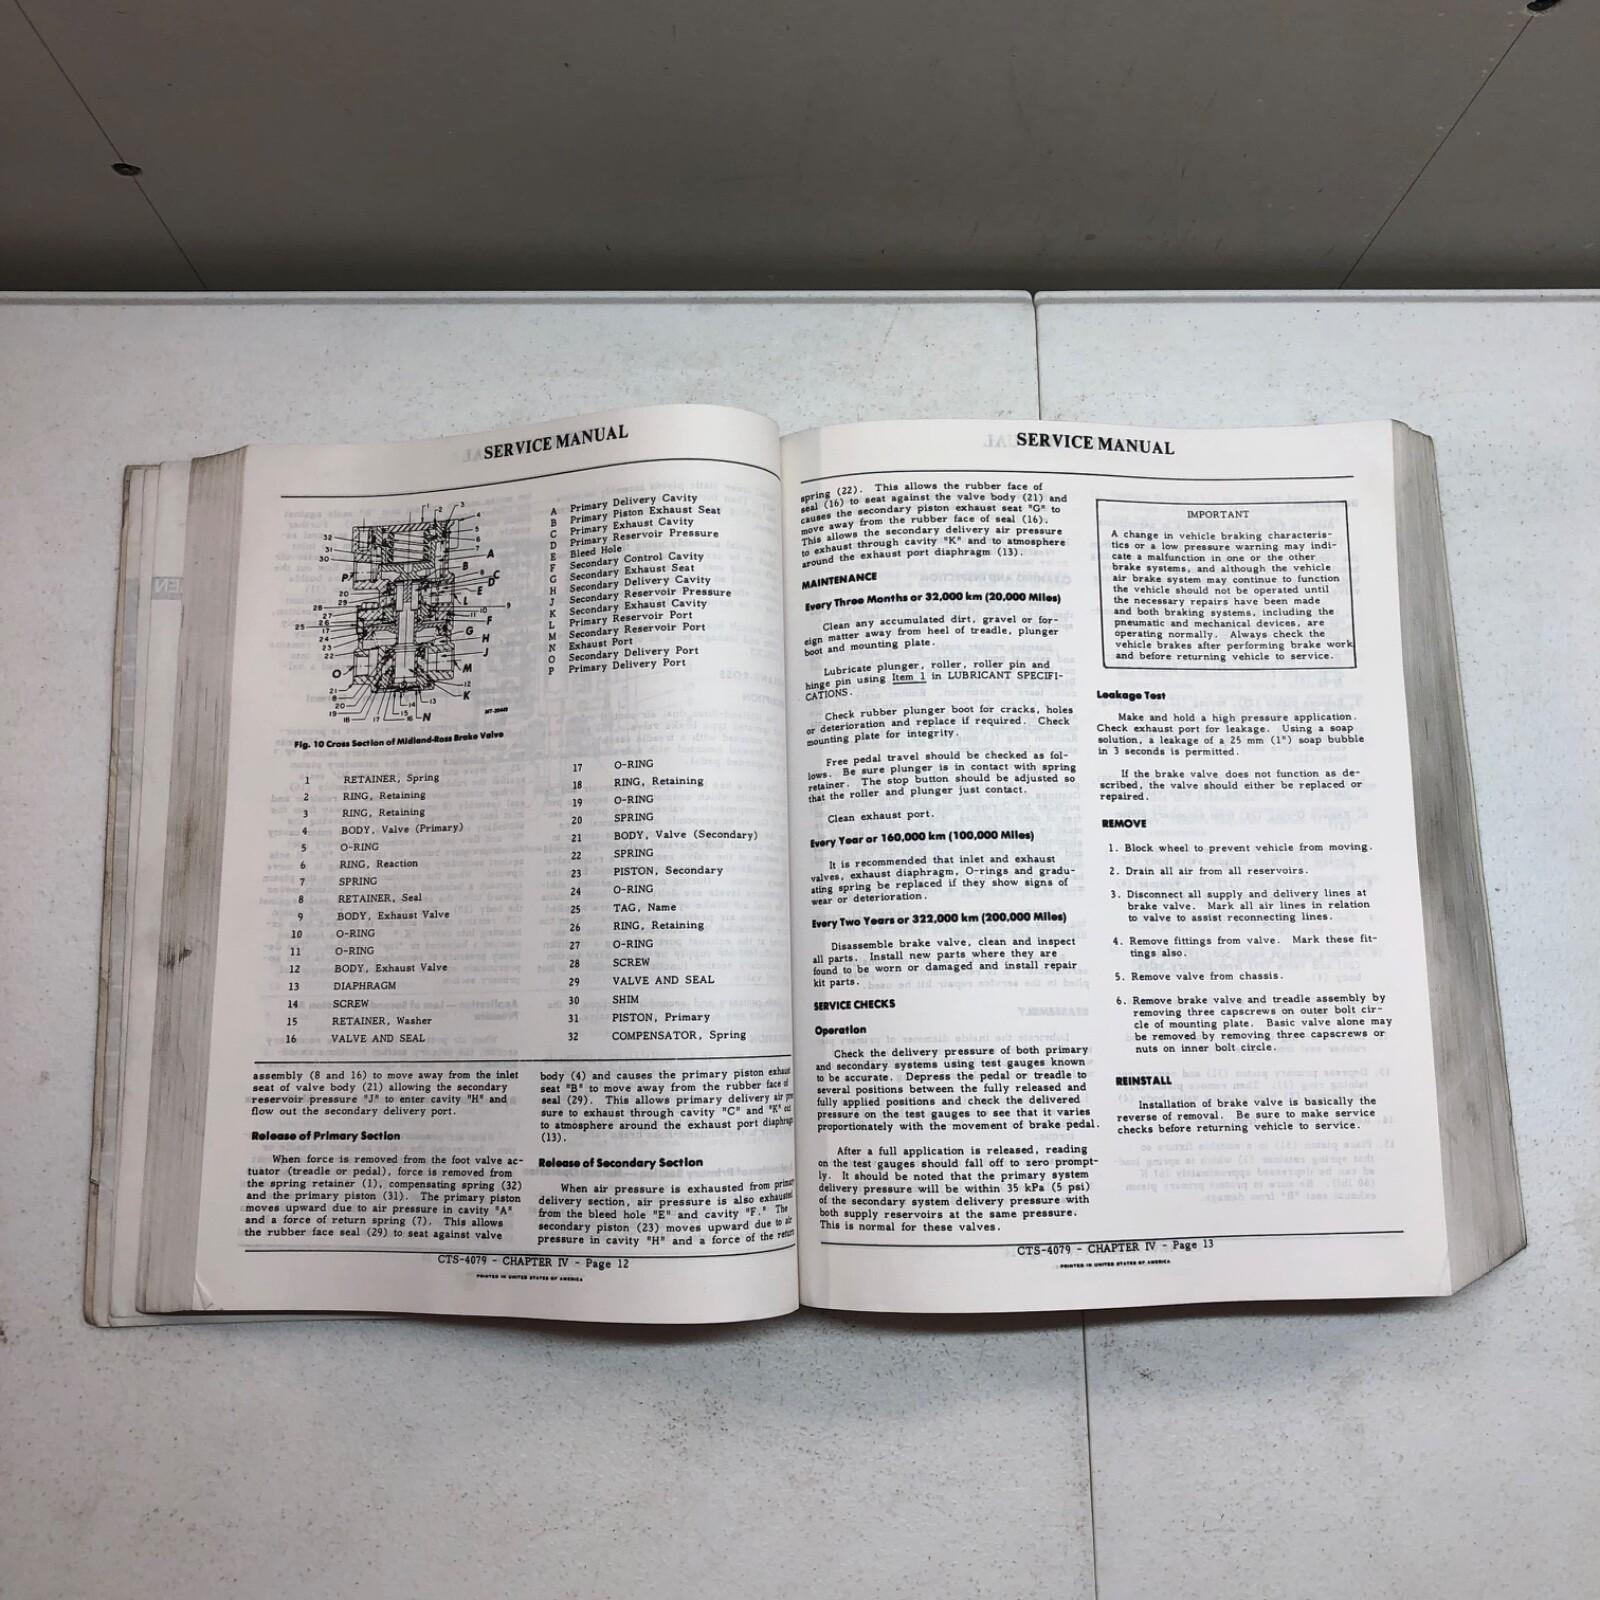 SERVICE MANUAL
A Primary Delivery Cavity
B Primary Piston Exhaust Seat
C Primary Exhaust Cavity
D Primary Reservoir Pressure
E Bleed Hole
F Secondary Control Cavity
G Secondary Exhaust Seat
H Secondary Delivery Cavity
J Secondary Reservoir Pressure
K Secondary Exhaust Cavity
L Primary Reservoir Port
M Secondary Reservoir Port
N Exhaust Port
O Secondary Delivery Port
P Primary Delivery Port
Fig. 10 Cross Section of Midland-Ross Brake Valve
1 RETAINER, Spring
2 RING, Retaining
3 RING, Retaining
4 BODY, Valve (Primary)
5 O-RING
6 RING, Reaction
7 SPRING
8 RETAINER, Seal
9 BODY, Exhaust Valve
10 O-RING
11 O-RING
12 BODY, Exhaust Valve
13 DIAPHRAGM
14 SCREW
15 RETAINER, Washer
16 VALVE AND SEAL
17 O-RING
18 RING, Retaining
19 O-RING
20 SPRING
21 BODY, Valve (Secondary)
22 SPRING
23 PISTON, Secondary
24 O-RING
25 TAG, Name
26 RING, Retaining
27 O-RING
28 SCREW
29 VALVE AND SEAL
30 SHIM
31 PISTON, Primary
32 COMPENSATOR, Spring
assembly (8 and 16) to move away from the inlet
seat of valve body (21) allowing the secondary
reservoir pressure "J" to enter cavity "H" and
flow out the secondary delivery port.
Release of Primary Section
When force is removed from the foot valve ac-
tuator (treadle or pedal), force is removed from
the spring retainer (1), compensating spring (32)
and the primary piston (31). The primary piston
moves upward due to air pressure in cavity "A"
and a force of return spring (7). This allows
the rubber face seal (29) to seat against valve
body (4) and causes the primary piston exhaust
seat "B" to move away from the rubber face of
seal (29). This allows primary delivery air pres
sure to exhaust through cavity "C" and "K" out
to atmosphere around the exhaust port diaphragm
(13).
Release of Secondary Section
When air pressure is exhausted from primary
delivery section, air pressure is also exhausted
from the bleed hole "E" and cavity "F." The
secondary piston (23) moves upward due to air
pressure in cavity "H" and a force of the return
CTS-4079 - CHAPTER IV - Page 12
PRINTED IN UNITED STATES OF AMERICA
SERVICE MANUAL
spring (22). This allows the rubber face of
seal (16) to seat against the valve body (21) and
causes the secondary piston exhaust seat "G" to
move away from the rubber face of seal (16).
This allows the secondary delivery air pressure
to exhaust through cavity "K" and to atmosphere
around the exhaust port diaphragm (13).
MAINTENANCE
Every Three Months or 32,000 km (20,000 Miles)
Clean any accumulated dirt, gravel or for-
eign matter away from heel of treadle, plunger
boot and mounting plate.
Lubricate plunger, roller, roller pin and
hinge pin using Item 1 in LUBRICANT SPECIFI-
CATIONS.
Check rubber plunger boot for cracks, holes
or deterioration and replace if required. Check
mounting plate for integrity.
Free pedal travel should be checked as fol-
lows. Be sure plunger is in contact with spring
retainer. The stop button should be adjusted so
that the roller and plunger just contact.
Clean exhaust port.
Every Year or 160,000 km (100,000 Miles)
It is recommended that inlet and exhaust
valves, exhaust diaphragm, O-rings and gradu-
ating spring be replaced if they show signs of
wear or deterioration.
Every Two Years or 322,000 km (200,000 Miles)
Disassemble brake valve, clean and inspect
all parts. Install new parts where they are
found to be worn or damaged and install repair
kit parts.
SERVICE CHECKS
Operation
Check the delivery pressure of both primary
and secondary systems using test gauges known
to be accurate. Depress the pedal or treadle to
several positions between the fully released and
fully applied positions and check the delivered
pressure on the test gauges to see that it varies
proportionately with the movement of brake pedal.
After a full application is released, reading
on the test gauges should fall off to zero prompt-
ly. It should be noted that the primary system
delivery pressure will be within 35 kPa (5 psi)
of the secondary system delivery pressure with
both supply reservoirs at the same pressure.
This is normal for these valves.
IMPORTANT
A change in vehicle braking characteris-
tics or a low pressure warning may indi-
cate a malfunction in one or the other
brake systems, and although the vehicle
air brake system may continue to function
the vehicle should not be operated until
the necessary repairs have been made
and both braking systems, including the
pneumatic and mechanical devices, are
operating normally. Always check the
vehicle brakes after performing brake work
and before returning vehicle to service.
Leakage Test
Make and hold a high pressure application.
Check exhaust port for leakage. Using a soap
solution, a leakage of a 25 mm (1") soap bubble
in 3 seconds is permitted.
If the brake valve does not function as de-
scribed, the valve should either be replaced or
repaired.
REMOVE
1. Block wheel to prevent vehicle from moving.
2. Drain all air from all reservoirs.
3. Disconnect all supply and delivery lines at
brake valve. Mark all air lines in relation
to valve to assist reconnecting lines.
4. Remove fittings from valve. Mark these fit-
tings also.
5. Remove valve from chassis.
6. Remove brake valve and treadle assembly by
removing three capscrews on outer bolt cir-
cle of mounting plate. Basic valve alone may
be removed by removing three capscrews or
nuts on inner bolt circle.
REINSTALL
Installation of brake valve is basically the
reverse of removal. Be sure to make service
checks before returning vehicle to service.
CTS-4079 - CHAPTER IV - Page 13
PRINTED IN UNITED STATES OF AMERICA